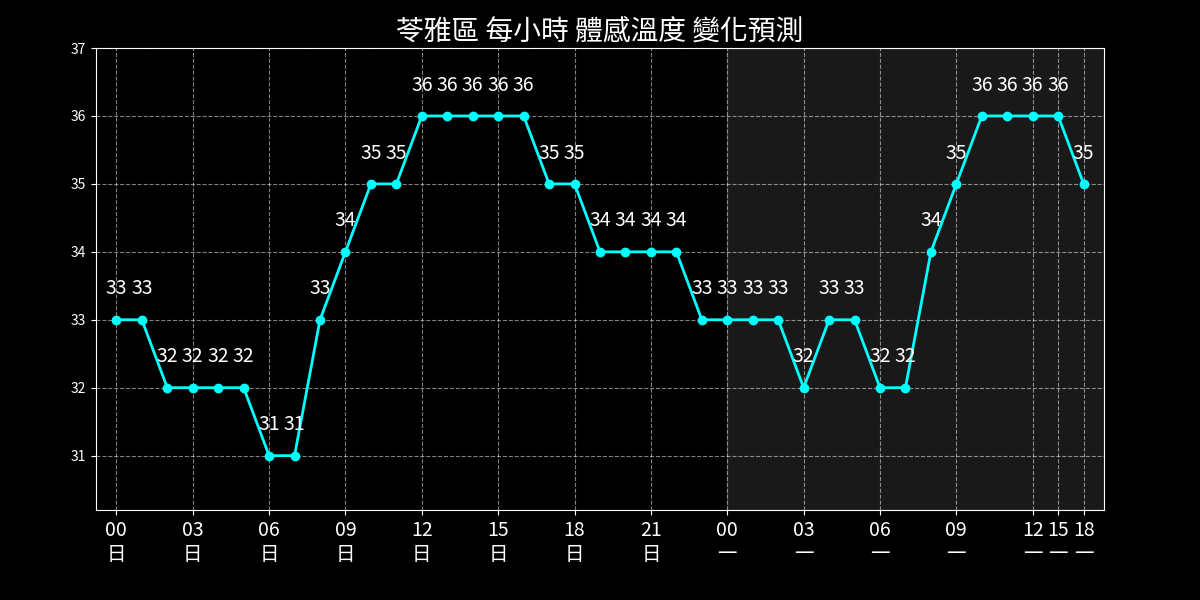 苓雅區 每小時 體感溫度 變化預測
37
36 36 36 36 36 36 36 36 36
36
35 35 35 35 35 35
35
34 34 34 34 34 34
34
33 33 33 33 33 33 33 33 33
33
32 32 32 32 32 32 32
32
31 31
31
00 03 06 09 12 15 18 21 00 03 06 09 12 15 18
日 日 日 日 日 日 日 日 一 一 一 一 一 一 一